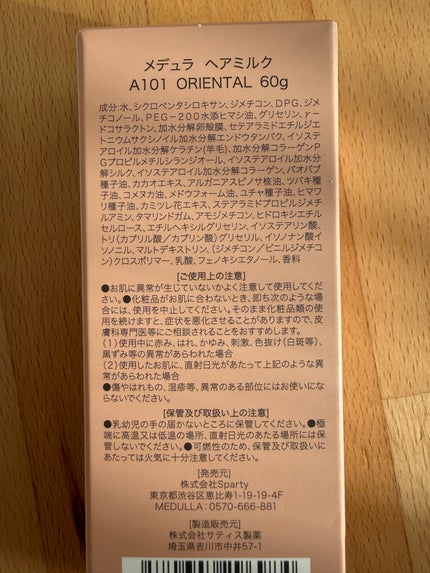 メデュラ ヘアミルク
A101 ORIENTAL 60g
成分:水、シクロペンタシロキサン、ジメチコン、DPG、ジメ
チコノール、PEG-200水添ヒマシ油、グリセリン、γ-
ドコサラクトン、加水分解卵殻膜、セテアラミドエチルジエ
トニウムサクシノイル加水分解エンドウタンパク、イソステ
アロイル加水分解ケラチン(羊毛)、加水分解コラーゲンP
Gプロピルメチルシランジオール、イソステアロイル加水分
解シルク、イソステアロイル加水分解コラーゲン、バオバブ
種子油、カカオエキス、アルガニアスピノサ核油、ツバキ種
子油、コメヌカ油、メドウフォーム油、ユチャ種子油、ヒマワ
リ種子油、カミツレ花エキス、ステアラミドプロピルジメチ
ルアミン、タマリンドガム、アモジメチコン、ヒドロキシエチル
セルロース、エチルヘキシルグリセリン、イソステアリン酸、
トリ(カプリル酸/カプリン酸)グリセリル、イソノナン酸イ
ソノニル、マルトデキストリン、(ジメチコン/ビニルジメチ
コン)クロスポリマー、乳酸、フェノキシエタノール、香料
[ご使用上の注意]
●お肌に異常が生じていないかよく注意して使用してくだ
さい。●化粧品がお肌に合わないとき、即ち次のような場
合には、使用を中止してください。そのまま化粧品類の使
用を続けますと、症状を悪化させることがありますので、皮
膚科専門医等にご相談されることをおすすめします。
(1)使用中に赤み、はれ、かゆみ、刺激、色抜け(白斑等)、
黒ずみ等の異常があらわれた場合
(2)使用したお肌に、直射日光があたって上記のような異
常があらわれた場合
●傷やはれもの、湿疹等、異常のある部位にはお使いにな
らないでください。
[保管及び取扱い上の注意]
●乳幼児の手の届かないところに保管してください。●極
端に高温又は低温の場所、直射日光のあたる場所には保
管しないでください。●可燃性のため、保管及び取扱いに
あたっては火気に十分注意してください。
[発売元]
株式会社Sparty
東京都渋谷区恵比寿1-19-19-4F
MEDULLA:0570-666-881
[製造販売元]
株式会社サティス製薬
埼玉県吉川市中井57-1